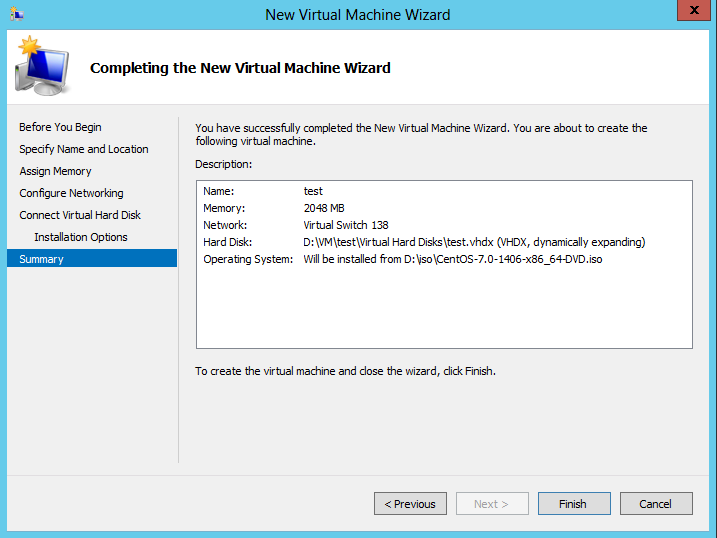 New Virtual Machine Wizard
x
Completing the New Virtual Machine Wizard
Before You Begin
Specify Name and Location
Assign Memory
Configure Networking
Connect Virtual Hard Disk
Installation Options
Summary
You have successfully completed the New Virtual Machine Wizard. You are about to create the
following virtual machine.
Description:
Name: test
Memory: 2048 MB
Network: Virtual Switch 138
Hard Disk: D:\VM\test\Virtual Hard Disks\test.vhdx (VHDX, dynamically expanding)
Operating System: Will be installed from D:\iso\CentOS-7.0-1406-x86_64-DVD.iso
To create the virtual machine and close the wizard, click Finish.
< Previous
Next >
Finish
Cancel